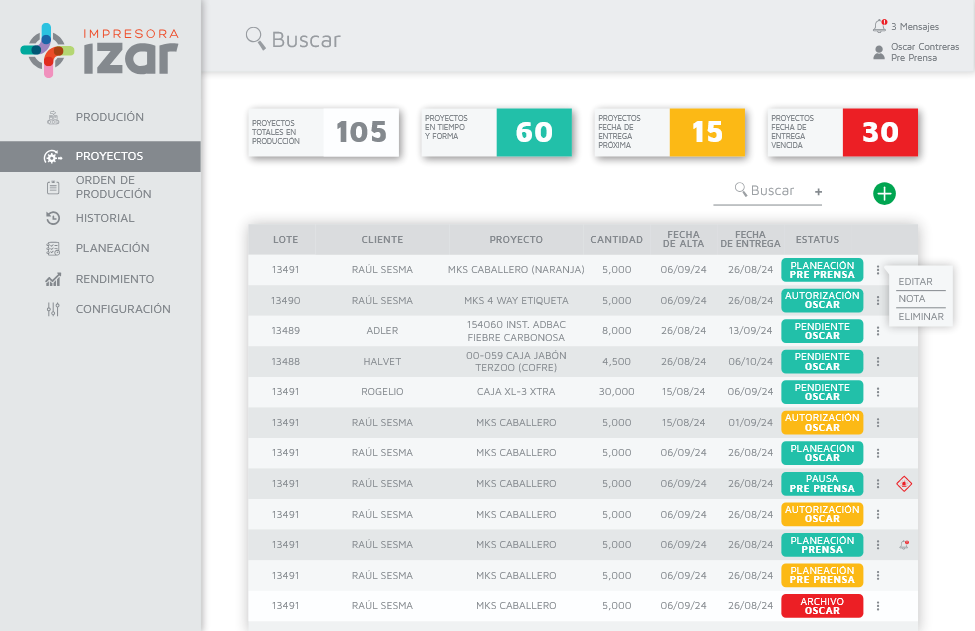 IMPRESORA
izar
Buscar
3 Mensajes
Oscar Contreras
Pre Prensa
PRODUCIÓN
PROYECTOS
ORDEN DE
PRODUCCIÓN
HISTORIAL
PLANEACIÓN
RENDIMIENTO
CONFIGURACIÓN
PROYECTOS
TOTALES EN
PRODUCCIÓN
105
PROYECTOS
EN TIEMPO
Y FORMA
60
PROYECTOS
FECHA DE
ENTREGA
PRÓXIMA
15
PROYECTOS
FECHA DE
ENTREGA
VENCIDA
30
Buscar +
LOTE CLIENTE PROYECTO CANTIDAD FECHA DE ALTA FECHA DE ENTREGA ESTATUS
13491 RAÚL SESMA MKS CABALLERO (NARANJA) 5,000 06/09/24 26/08/24 PLANEACIÓN PRE PRENSA
EDITAR
NOTA
ELIMINAR
13490 RAÚL SESMA MKS 4 WAY ETIQUETA 5,000 06/09/24 26/08/24 AUTORIZACIÓN OSCAR
13489 ADLER 154060 INST. ADBAC FIEBRE CARBONOSA 8,000 26/08/24 13/09/24 PENDIENTE OSCAR
13488 HALVET 00-059 CAJA JABÓN TERZOO (COFRE) 4,500 26/08/24 06/10/24 PENDIENTE OSCAR
13491 ROGELIO CAJA XL-3 XTRA 30,000 15/08/24 06/09/24 PENDIENTE OSCAR
13491 RAÚL SESMA MKS CABALLERO 5,000 15/08/24 01/09/24 AUTORIZACIÓN OSCAR
13491 RAÚL SESMA MKS CABALLERO 5,000 06/09/24 26/08/24 PLANEACIÓN OSCAR
13491 RAÚL SESMA MKS CABALLERO 5,000 06/09/24 26/08/24 PAUSA PRE PRENSA
13491 RAÚL SESMA MKS CABALLERO 5,000 06/09/24 26/08/24 AUTORIZACIÓN OSCAR
13491 RAÚL SESMA MKS CABALLERO 5,000 06/09/24 26/08/24 PLANEACIÓN PRENSA
13491 RAÚL SESMA MKS CABALLERO 5,000 06/09/24 26/08/24 PLANEACIÓN PRE PRENSA
13491 RAÚL SESMA MKS CABALLERO 5,000 06/09/24 26/08/24 ARCHIVO OSCAR